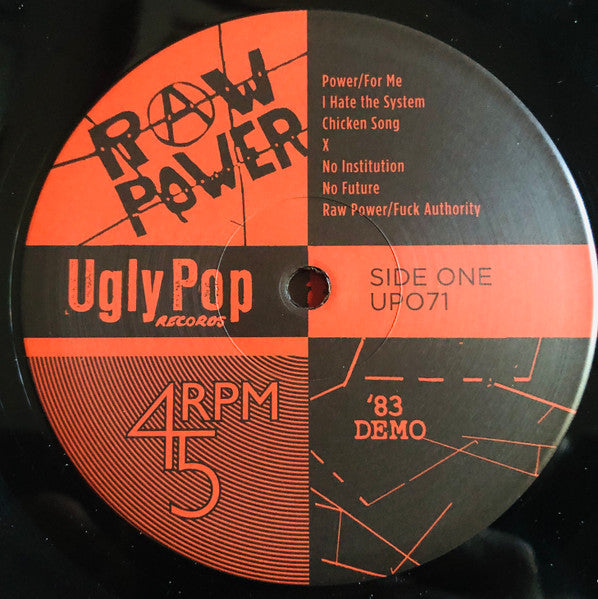 RAW
POWER
Power/For Me
I Hate the System
Chicken Song
X
No Institution
No Future
Raw Power/Fuck Authority
Ugly Pop
RECORDS
SIDE ONE
UP071
45 RPM
'83
DEMO